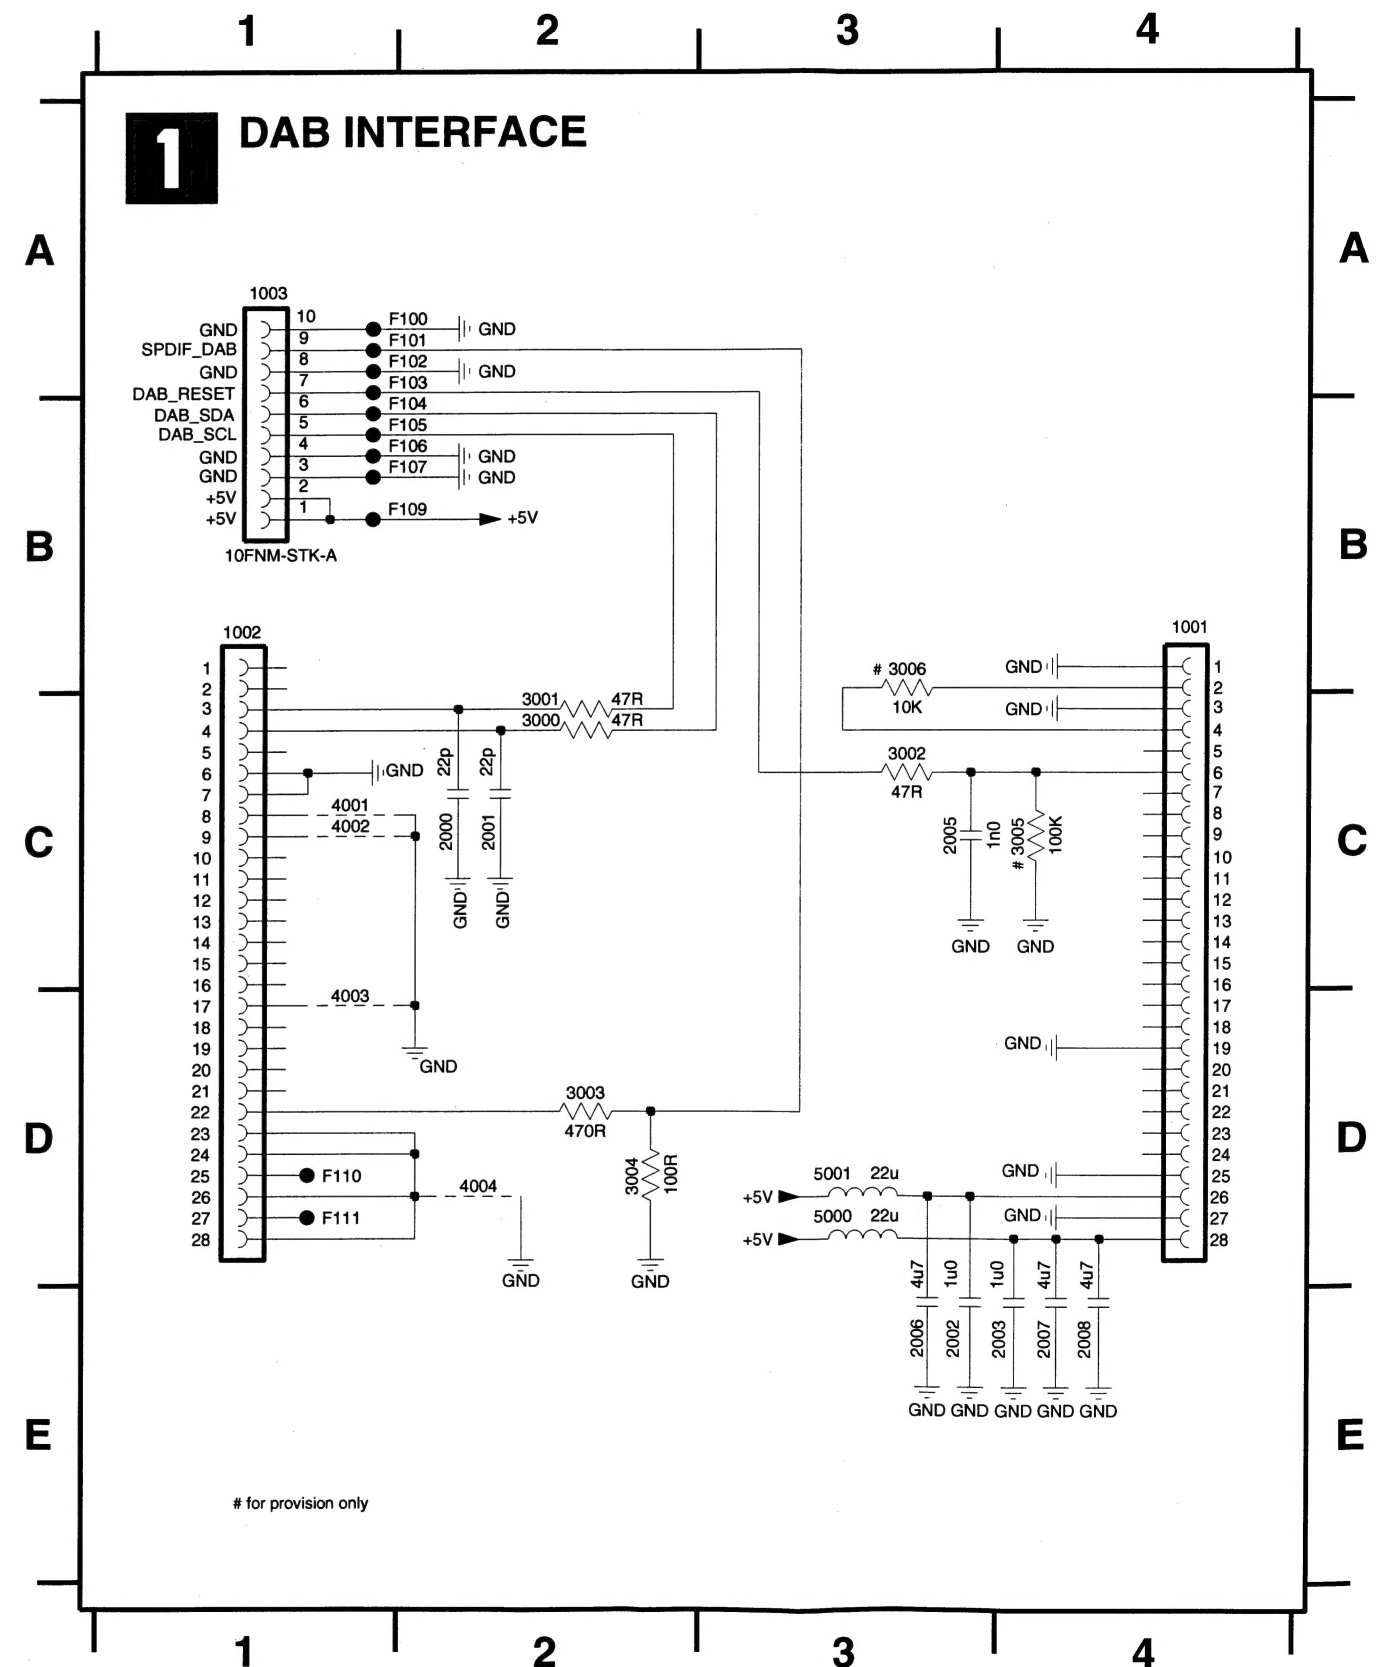 1 2 3 4
1 DAB INTERFACE
A A
1003
10
GND F100 GND
9
SPDIF_DAB F101
8
GND F102 GND
7
DAB_RESET F103
6
DAB_SDA F104
5
DAB_SCL F105
4
GND F106 GND
3
GND F107 GND
2
+5V
1
+5V F109 +5V
B B
10FNM-STK-A
1002 1001
1 # 3006 GND 1
2 10K 2
3 3001 47R GND 3
4 3000 47R 4
5 3002 5
6 GND 47R 6
7 22p 22p 7
8 4001 8
9 4002 2000 2001 2005 1n0 # 3005 100K 9
C C
10 10
11 11
12 GND GND 12
13 13
14 GND GND 14
15 15
16 16
17 4003 17
18 18
19 GND GND 19
20 20
21 3003 21
22 470R 22
23 23
D D
24 3004 100R 24
25 F110 5001 22u GND 25
26 4004 +5V 26
27 F111 5000 22u GND 27
28 +5V 28
GND GND 4u7 1u0 1u0 4u7 4u7
2006 2002 2003 2007 2008
GND GND GND GND GND
E E
# for provision only
1 2 3 4